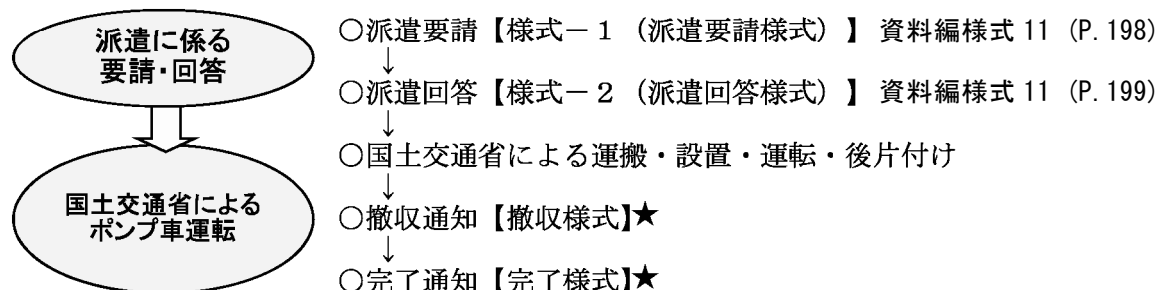 派遣に係る
要請・回答
国土交通省による
ポンプ車運転
○派遣要請【様式－１（派遣要請様式）】 資料編様式 11 (P.198)
↓
○派遣回答【様式－２（派遣回答様式）】 資料編様式 11 (P.199)
↓
○国土交通省による運搬・設置・運転・後片付け
↓
○撤収通知【撤収様式】★
↓
○完了通知【完了様式】★